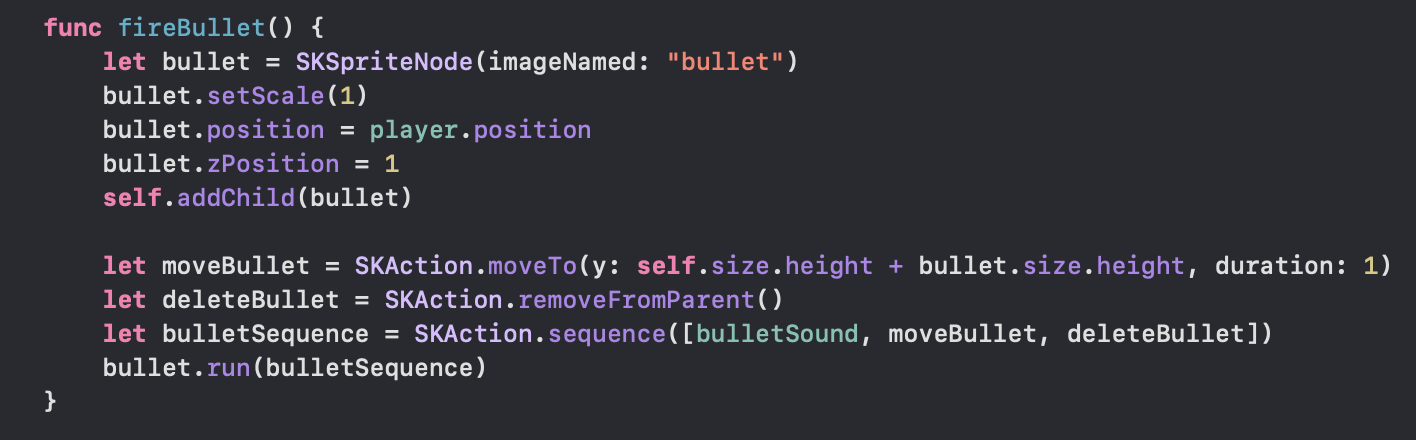 func fireBullet() {
    let bullet = SKSpriteNode(imageNamed: "bullet")
    bullet.setScale(1)
    bullet.position = player.position
    bullet.zPosition = 1
    self.addChild(bullet)

    let moveBullet = SKAction.moveTo(y: self.size.height + bullet.size.height, duration: 1)
    let deleteBullet = SKAction.removeFromParent()
    let bulletSequence = SKAction.sequence([bulletSound, moveBullet, deleteBullet])
    bullet.run(bulletSequence)
}